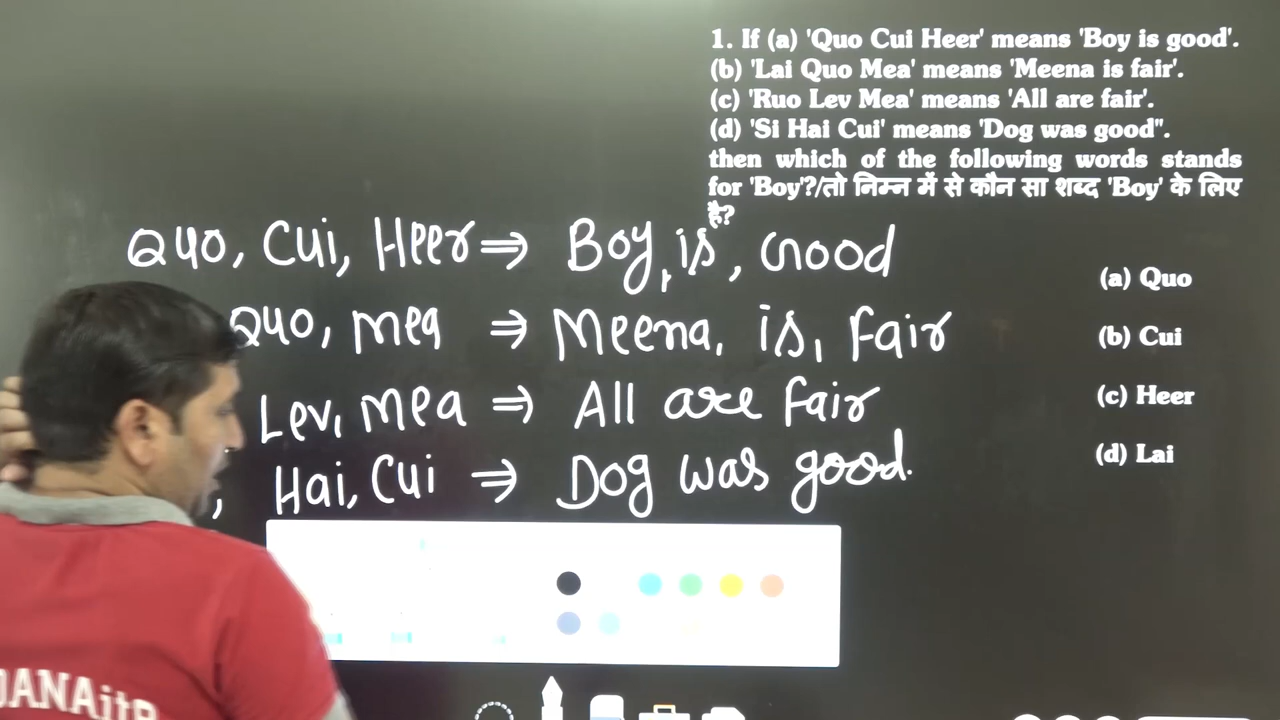 1. If (a) 'Quo Cui Heer' means 'Boy is good'.
(b) 'Lai Quo Mea' means 'Meena is fair'.
(c) 'Ruo Lev Mea' means 'All are fair'.
(d) 'Si Hai Cui' means 'Dog was good".
then which of the following words stands
for 'Boy'?/तो निम्न में से कौन सा शब्द 'Boy' के लिए
है?
Quo, Cui, Heer ⇒ Boy, is, Good
Quo, Mea ⇒ Meena, is, Fair
Lev, Mea ⇒ All are fair
, Hai, Cui ⇒ Dog was good.
(a) Quo
(b) Cui
(c) Heer
(d) Lai